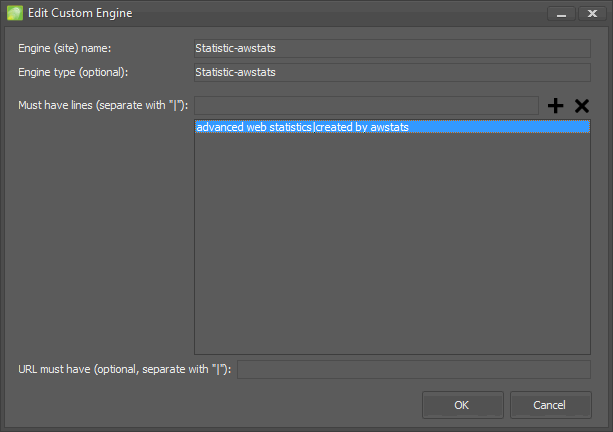 Edit Custom Engine
Engine (site) name: Statistic-awstats
Engine type (optional): Statistic-awstats
Must have lines (separate with "|"):
advanced web statistics|created by awstats
URL must have (optional, separate with "|"):
OK Cancel